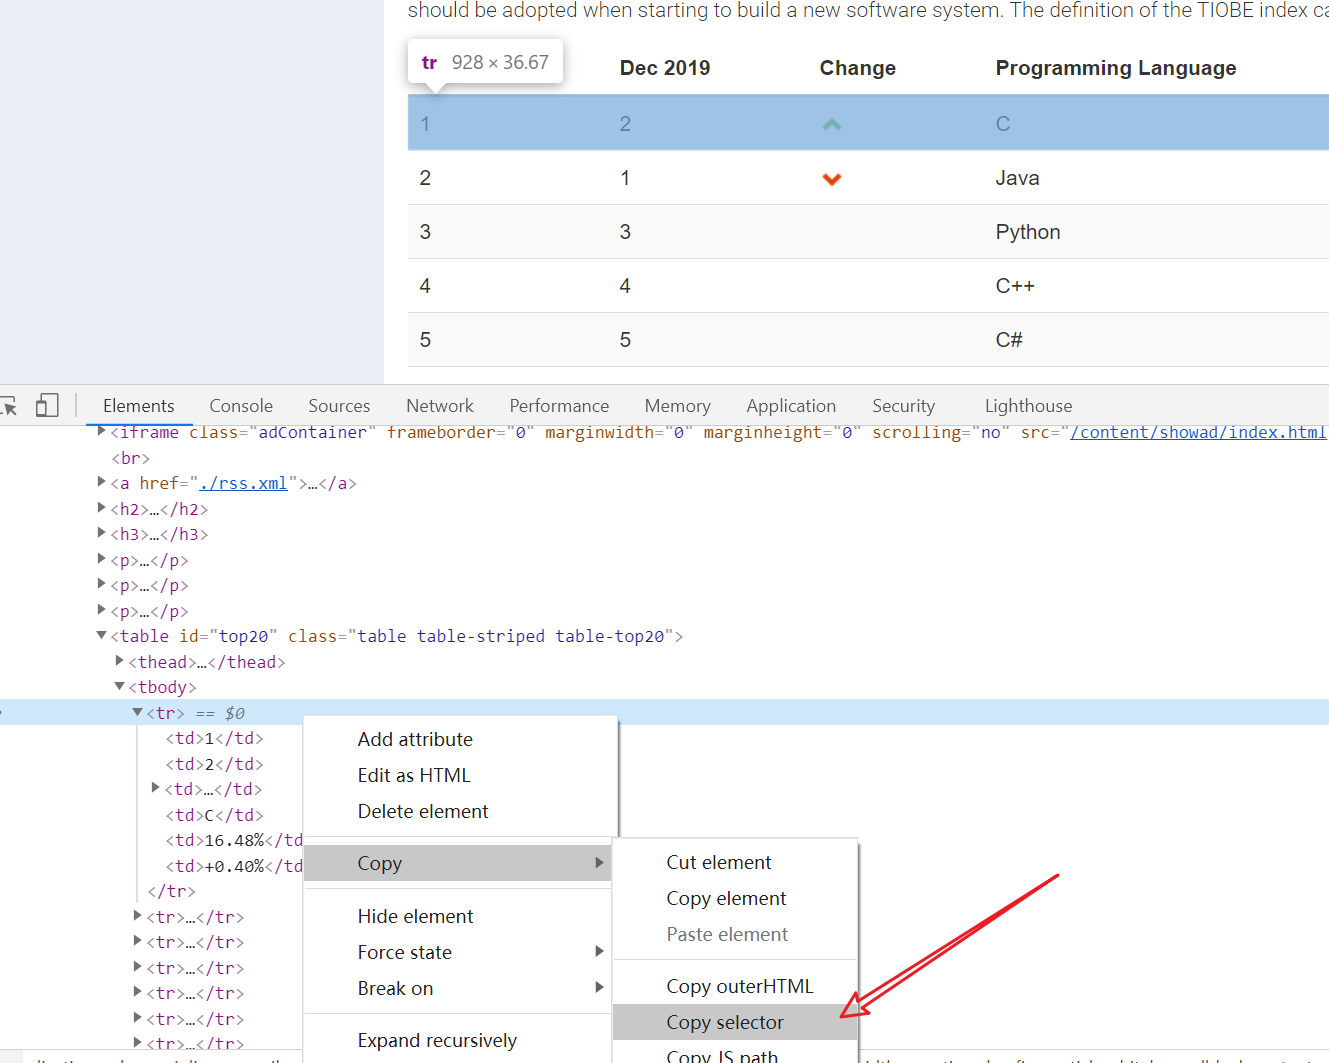 should be adopted when starting to build a new software system. The definition of the TIOBE index ca
tr 928 × 36.67
Dec 2019 Change Programming Language
1 2 C
2 1 Java
3 3 Python
4 4 C++
5 5 C#
Elements Console Sources Network Performance Memory Application Security Lighthouse
<iframe class="adContainer" frameborder="0" marginwidth="0" marginheight="0" scrolling="no" src="/content/showad/index.html
<br>
<a href="./rss.xml">…</a>
<h2>…</h2>
<h3>…</h3>
<p>…</p>
<p>…</p>
<p>…</p>
<table id="top20" class="table table-striped table-top20">
<thead>…</thead>
<tbody>
<tr> == $0
<td>1</td>
<td>2</td>
<td>…</td>
<td>C</td>
<td>16.48%</td
<td>+0.40%</td
</tr>
<tr>…</tr>
<tr>…</tr>
<tr>…</tr>
<tr>…</tr>
<tr>…</tr>
<tr>…</tr>
Add attribute
Edit as HTML
Delete element
Copy
Hide element
Force state
Break on
Expand recursively
Cut element
Copy element
Paste element
Copy outerHTML
Copy selector
Copy JS path